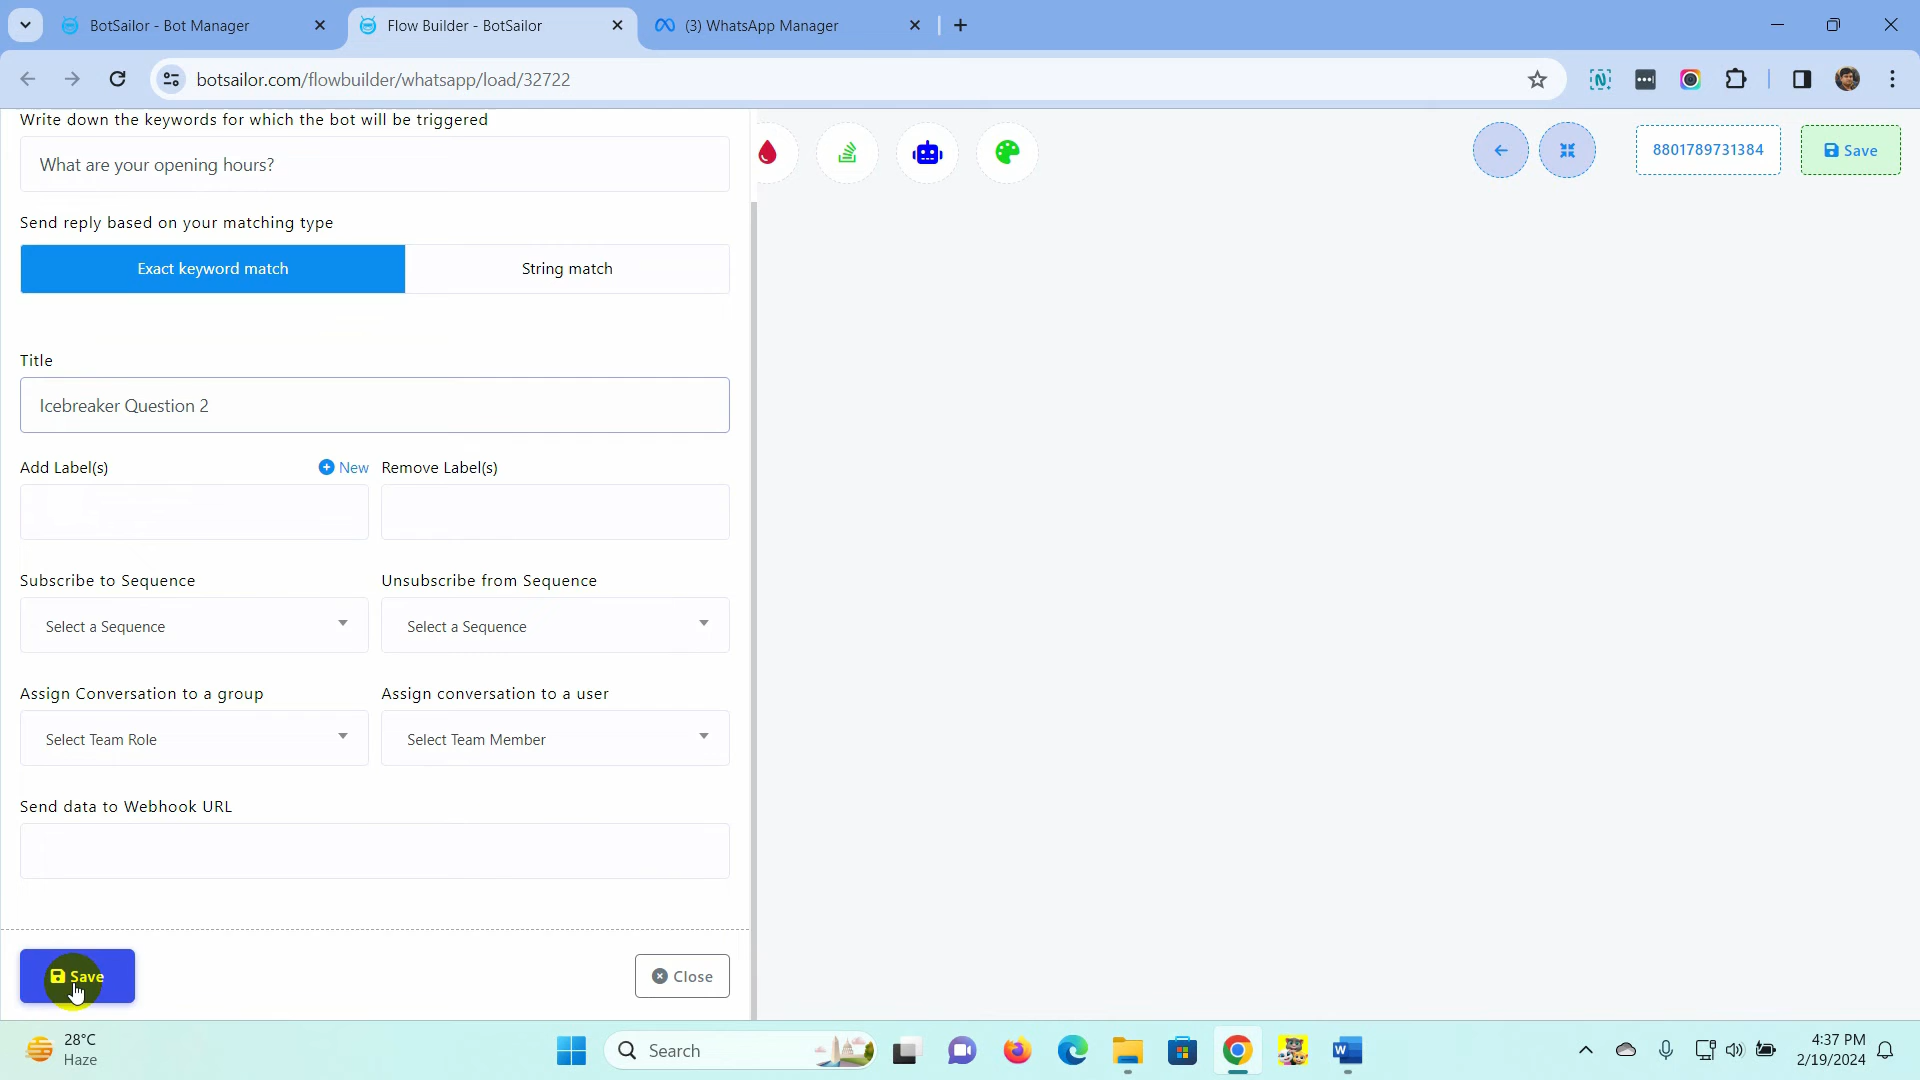 BotSailor - Bot Manager
Flow Builder - BotSailor
(3) WhatsApp Manager
botsailor.com/flowbuilder/whatsapp/load/32722
Write down the keywords for which the bot will be triggered
What are your opening hours?
Send reply based on your matching type
Exact keyword match
String match
Title
Icebreaker Question 2
Add Label(s)
New
Remove Label(s)
Subscribe to Sequence
Unsubscribe from Sequence
Select a Sequence
Select a Sequence
Assign Conversation to a group
Assign conversation to a user
Select Team Role
Select Team Member
Send data to Webhook URL
Save
Close
8801789731384
Save
28°C
Haze
Search
4:37 PM
2/19/2024